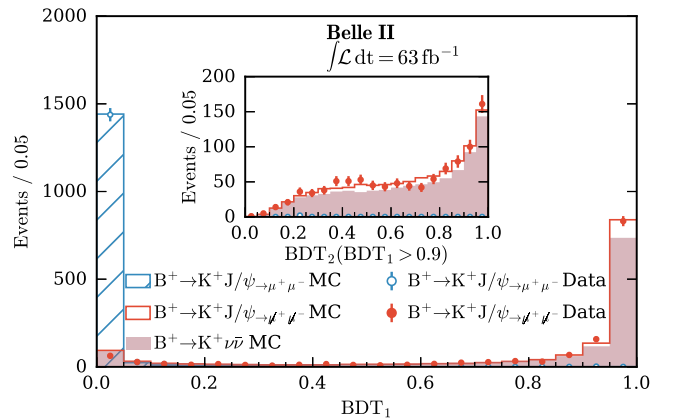 Belle II
∫ℒ dt = 63 fb⁻¹
Events / 0.05
2000
1500
1000
500
0
0.0 0.2 0.4 0.6 0.8 1.0
BDT₁
Events / 0.05
200
150
100
50
0
0.0 0.2 0.4 0.6 0.8 1.0
BDT₂(BDT₁ > 0.9)
B⁺→K⁺J/ψ→μ⁺μ⁻ MC
B⁺→K⁺J/ψ→μ̸⁺μ̸⁻ MC
B⁺→K⁺νν̄ MC
B⁺→K⁺J/ψ→μ⁺μ⁻ Data
B⁺→K⁺J/ψ→μ̸⁺μ̸⁻ Data